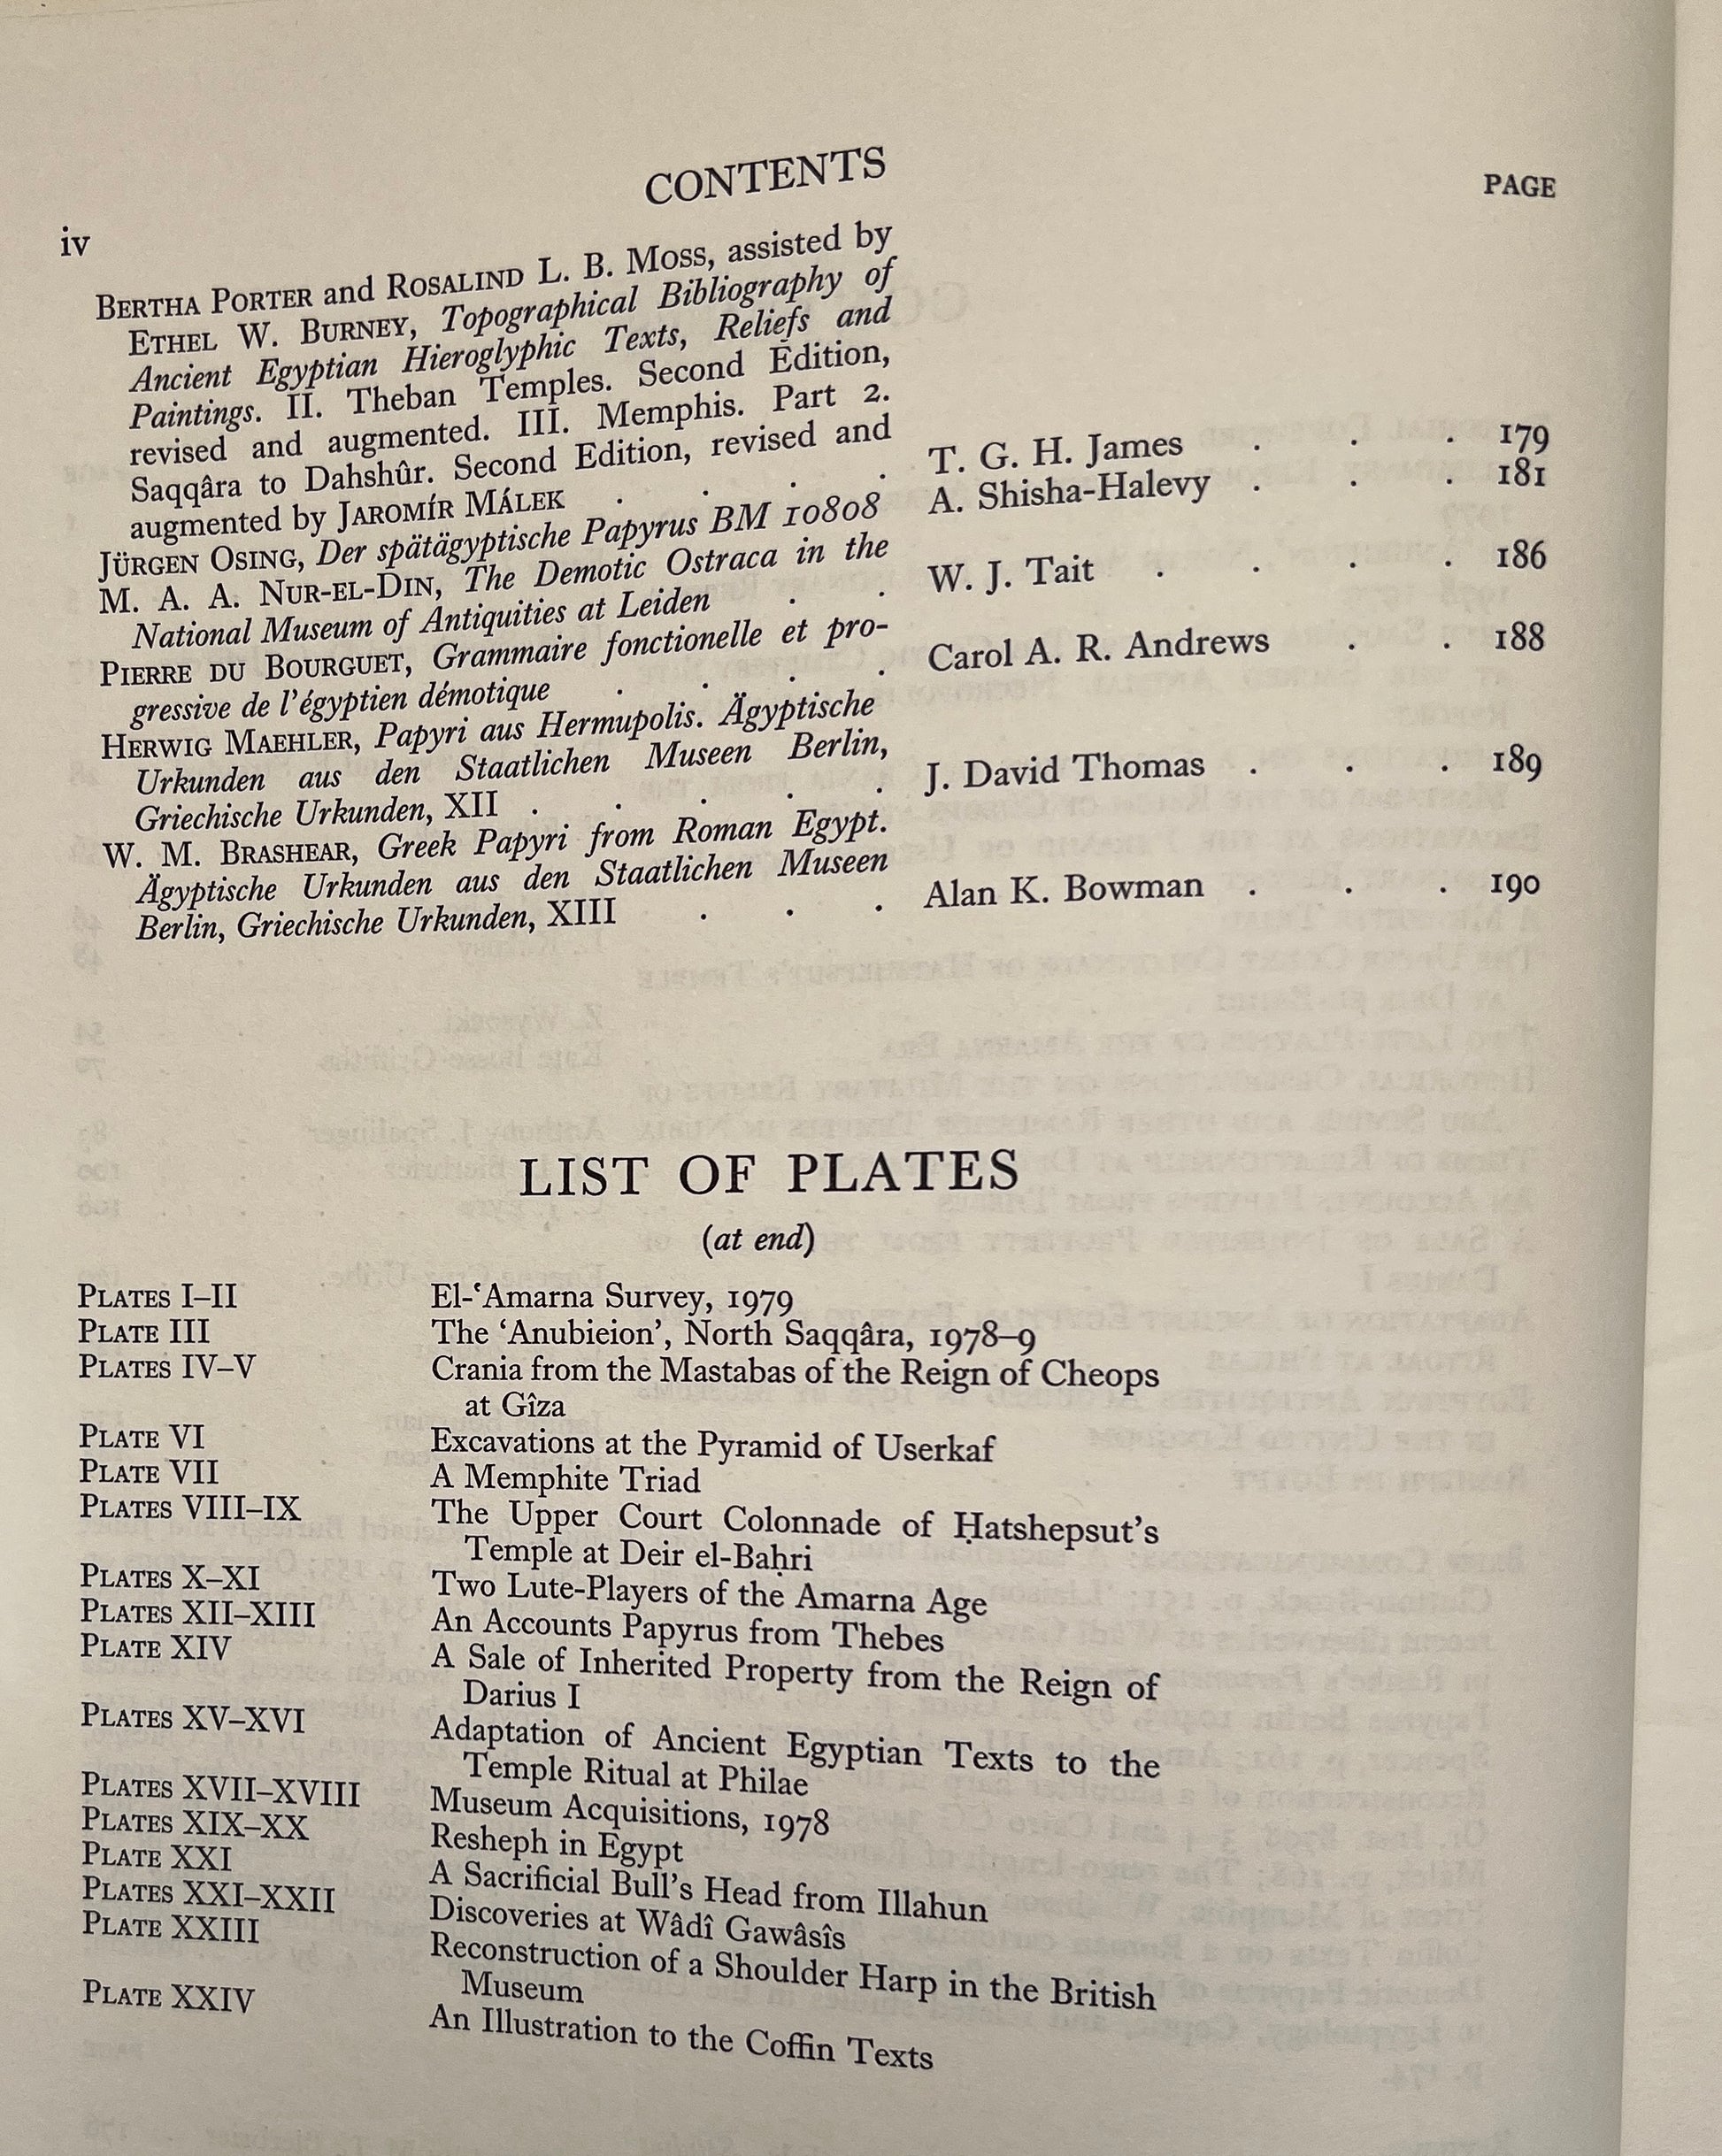 CONTENTS
PAGE
iv
BERTHA PORTER and ROSALIND L. B. MOSS, assisted by
ETHEL W. BURNEY, Topographical Bibliography of
Ancient Egyptian Hieroglyphic Texts, Reliefs and
Paintings. II. Theban Temples. Second Edition,
revised and augmented. III. Memphis. Part 2.
Saqqâra to Dahshûr. Second Edition, revised and
augmented by JAROMÍR MÁLEK . . . . T. G. H. James . . . 179
JÜRGEN OSING, Der spätägyptische Papyrus BM 10808 A. Shisha-Halevy . . . 181
M. A. A. NUR-EL-DIN, The Demotic Ostraca in the
National Museum of Antiquities at Leiden . . W. J. Tait . . . . 186
PIERRE DU BOURGUET, Grammaire fonctionelle et pro-
gressive de l'égyptien démotique . . . . Carol A. R. Andrews . . 188
HERWIG MAEHLER, Papyri aus Hermupolis. Ägyptische
Urkunden aus den Staatlichen Museen Berlin,
Griechische Urkunden, XII . . . . . J. David Thomas . . . 189
W. M. BRASHEAR, Greek Papyri from Roman Egypt.
Ägyptische Urkunden aus den Staatlichen Museen
Berlin, Griechische Urkunden, XIII . . . Alan K. Bowman . . . 190
LIST OF PLATES
(at end)
PLATES I–II El-ʿAmarna Survey, 1979
PLATE III The ‘Anubieion’, North Saqqâra, 1978–9
PLATES IV–V Crania from the Mastabas of the Reign of Cheops
at Gîza
PLATE VI Excavations at the Pyramid of Userkaf
PLATE VII A Memphite Triad
PLATES VIII–IX The Upper Court Colonnade of Ḥatshepsut's
Temple at Deir el-Baḥri
PLATES X–XI Two Lute-Players of the Amarna Age
PLATES XII–XIII An Accounts Papyrus from Thebes
PLATE XIV A Sale of Inherited Property from the Reign of
Darius I
PLATES XV–XVI Adaptation of Ancient Egyptian Texts to the
Temple Ritual at Philae
PLATES XVII–XVIII Museum Acquisitions, 1978
PLATES XIX–XX Resheph in Egypt
PLATE XXI A Sacrificial Bull's Head from Illahun
PLATES XXI–XXII Discoveries at Wâdî Gawâsîs
PLATE XXIII Reconstruction of a Shoulder Harp in the British
Museum
PLATE XXIV An Illustration to the Coffin Texts